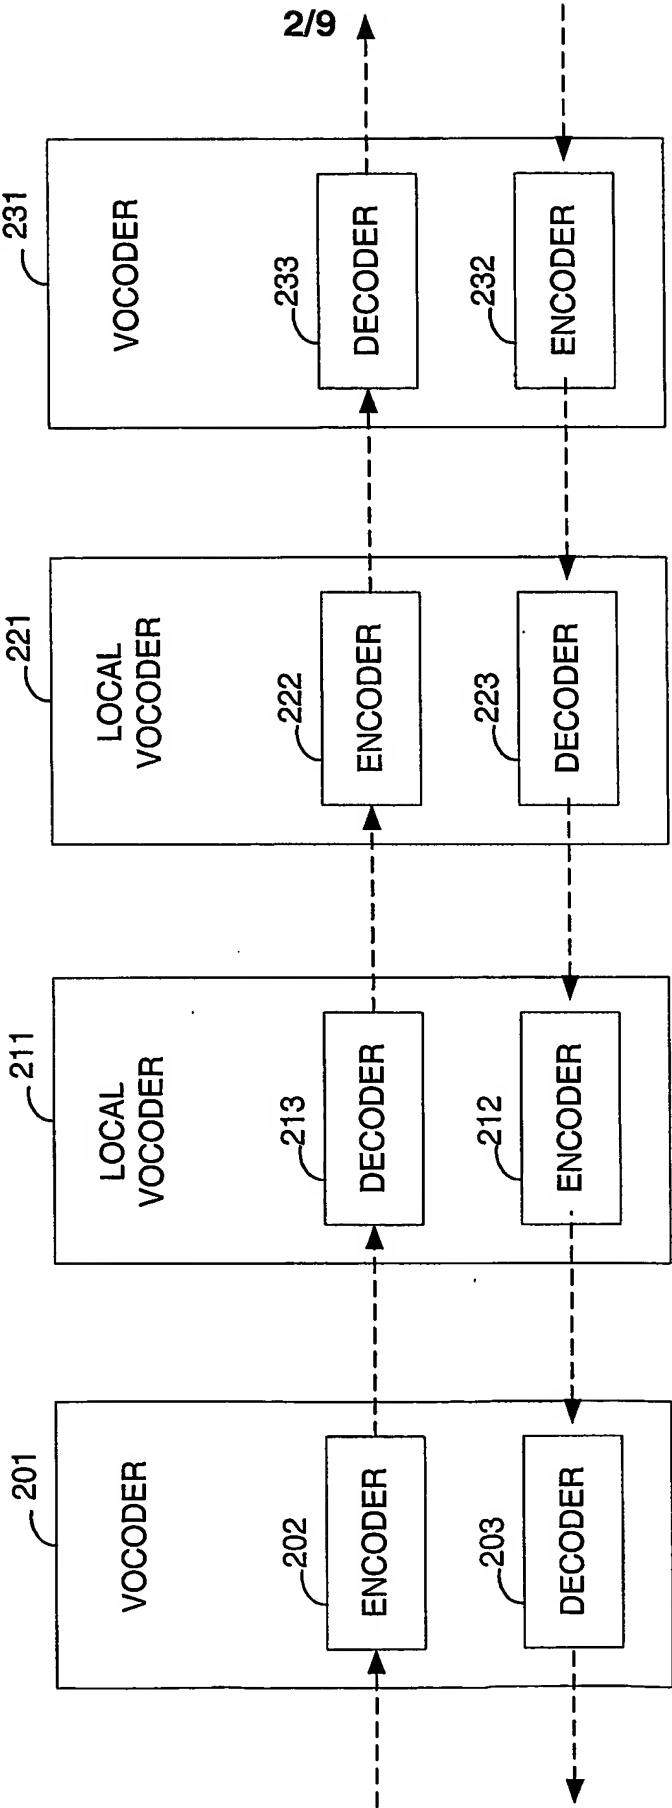 2/9
201
VOCODER
202
ENCODER
203
DECODER
211
LOCAL
VOCODER
213
DECODER
212
ENCODER
221
LOCAL
VOCODER
222
ENCODER
223
DECODER
231
VOCODER
233
DECODER
232
ENCODER